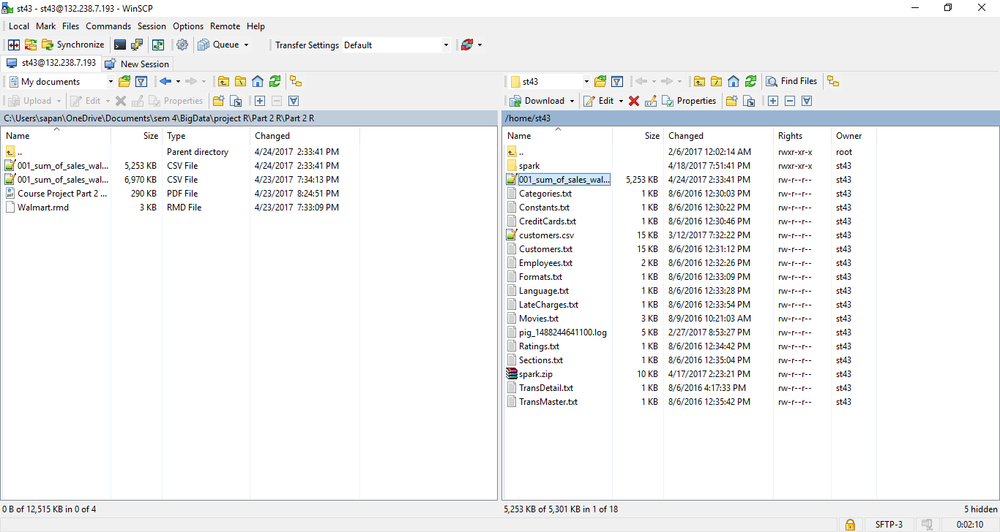 st43 - st43@132.238.7.193 - WinSCP
Local Mark Files Commands Session Options Remote Help
Synchronize Queue Transfer Settings Default
st43@132.238.7.193 New Session
My documents st43 Find Files
Upload Edit Properties Download Edit Properties
C:\Users\sapan\OneDrive\Documents\sem 4\BigData\project R\Part 2 R\Part 2 R
Name Size Type Changed
.. Parent directory 4/24/2017 2:33:41 PM
001_sum_of_sales_wal... 5,253 KB CSV File 4/24/2017 2:33:41 PM
001_sum_of_sales_wal... 6,970 KB CSV File 4/23/2017 7:34:13 PM
Course Project Part 2 ... 290 KB PDF File 4/23/2017 8:24:51 PM
Walmart.rmd 3 KB RMD File 4/23/2017 7:33:09 PM
0 B of 12,515 KB in 0 of 4
/home/st43
Name Size Changed Rights Owner
.. 2/6/2017 12:02:14 AM rwxr-xr-x root
spark 4/18/2017 7:51:41 PM rwxr-xr-x st43
001_sum_of_sales_wal... 5,253 KB 4/24/2017 2:33:41 PM rw-r--r-- st43
Categories.txt 1 KB 8/6/2016 12:30:03 PM rw-r--r-- st43
Constants.txt 1 KB 8/6/2016 12:30:22 PM rw-r--r-- st43
CreditCards.txt 1 KB 8/6/2016 12:30:46 PM rw-r--r-- st43
customers.csv 15 KB 3/12/2017 7:32:22 PM rw-r--r-- st43
Customers.txt 15 KB 8/6/2016 12:31:12 PM rw-r--r-- st43
Employees.txt 2 KB 8/6/2016 12:32:26 PM rw-r--r-- st43
Formats.txt 1 KB 8/6/2016 12:33:09 PM rw-r--r-- st43
Language.txt 1 KB 8/6/2016 12:33:28 PM rw-r--r-- st43
LateCharges.txt 1 KB 8/6/2016 12:33:54 PM rw-r--r-- st43
Movies.txt 3 KB 8/9/2016 10:21:03 AM rw-r--r-- st43
pig_1488244641100.log 5 KB 2/27/2017 8:53:27 PM rw-r--r-- st43
Ratings.txt 1 KB 8/6/2016 12:34:42 PM rw-r--r-- st43
Sections.txt 1 KB 8/6/2016 12:35:04 PM rw-r--r-- st43
spark.zip 10 KB 4/17/2017 2:23:21 PM rw-r--r-- st43
TransDetail.txt 1 KB 8/6/2016 4:17:33 PM rw-r--r-- st43
TransMaster.txt 1 KB 8/6/2016 12:35:42 PM rw-r--r-- st43
5,253 KB of 5,301 KB in 1 of 18 5 hidden
SFTP-3 0:02:10